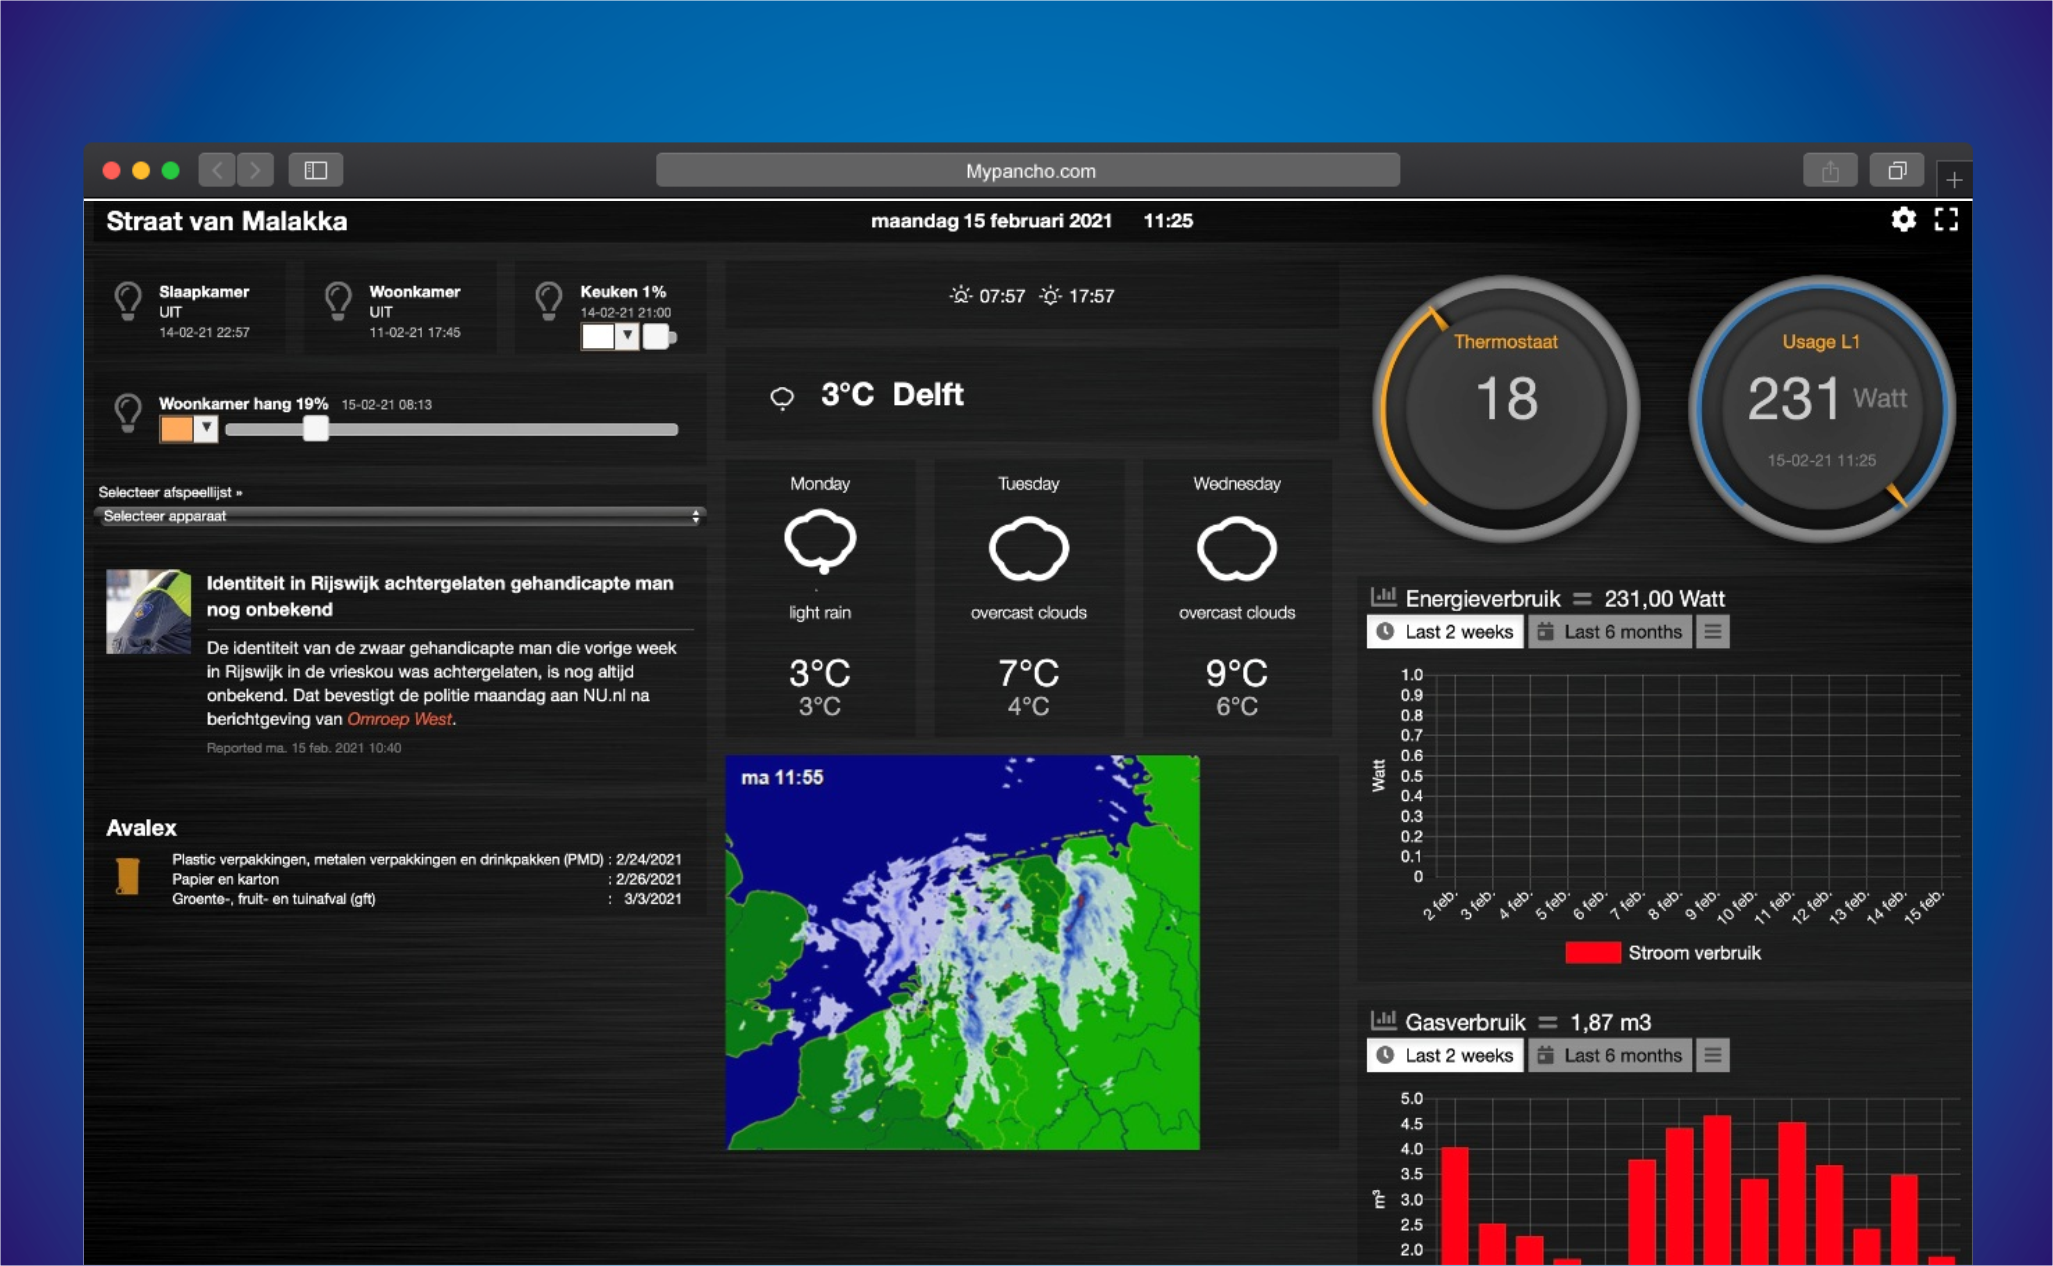 Mypancho.com
Straat van Malakka
maandag 15 februari 2021 11:25
Slaapkamer
UIT
14-02-21 22:57
Woonkamer
UIT
11-02-21 17:45
Keuken 1%
14-02-21 21:00
Woonkamer hang 19% 15-02-21 08:13
Selecteer afspeellijst »
Selecteer apparaat
Identiteit in Rijswijk achtergelaten gehandicapte man
nog onbekend
De identiteit van de zwaar gehandicapte man die vorige week
in Rijswijk in de vrieskou was achtergelaten, is nog altijd
onbekend. Dat bevestigt de politie maandag aan NU.nl na
berichtgeving van Omroep West.
Reported ma. 15 feb. 2021 10:40
Avalex
Plastic verpakkingen, metalen verpakkingen en drinkpakken (PMD) : 2/24/2021
Papier en karton : 2/26/2021
Groente-, fruit- en tuinafval (gft) : 3/3/2021
07:57 17:57
3°C Delft
Monday
light rain
3°C
3°C
Tuesday
overcast clouds
7°C
4°C
Wednesday
overcast clouds
9°C
6°C
ma 11:55
Thermostaat
18
Usage L1
231 Watt
15-02-21 11:25
Energieverbruik = 231,00 Watt
Last 2 weeks Last 6 months
Watt
1.0
0.9
0.8
0.7
0.6
0.5
0.4
0.3
0.2
0.1
0
2 feb. 3 feb. 4 feb. 5 feb. 6 feb. 7 feb. 8 feb. 9 feb. 10 feb. 11 feb. 12 feb. 13 feb. 14 feb. 15 feb.
Stroom verbruik
Gasverbruik = 1,87 m3
Last 2 weeks Last 6 months
m³
5.0
4.5
4.0
3.5
3.0
2.5
2.0